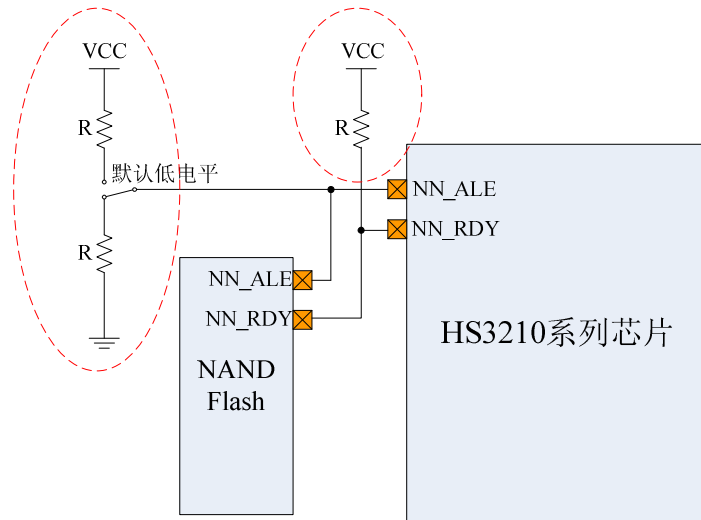 VCC
VCC
R
R
默认低电平
NN_ALE
NN_RDY
R
NN_ALE
NN_RDY
HS3210系列芯片
NAND
Flash